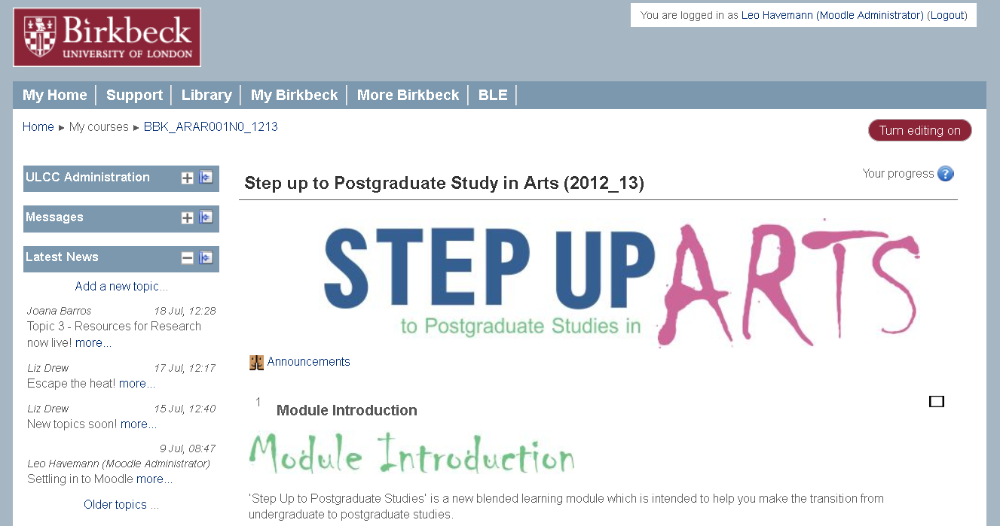 Birkbeck
UNIVERSITY OF LONDON
You are logged in as Leo Havemann (Moodle Administrator) (Logout)
My Home Support Library My Birkbeck More Birkbeck BLE
Home ► My courses ► BBK_ARAR001N0_1213
Turn editing on
ULCC Administration
Messages
Latest News
Add a new topic...
Joana Barros 18 Jul, 12:28
Topic 3 - Resources for Research
now live! more...
Liz Drew 17 Jul, 12:17
Escape the heat! more...
Liz Drew 15 Jul, 12:40
New topics soon! more...
9 Jul, 08:47
Leo Havemann (Moodle Administrator)
Settling in to Moodle more...
Older topics ...
Step up to Postgraduate Study in Arts (2012_13)
Your progress ?
STEP UP ARTS
to Postgraduate Studies in
Announcements
1 Module Introduction
Module Introduction
'Step Up to Postgraduate Studies' is a new blended learning module which is intended to help you make the transition from
undergraduate to postgraduate studies.